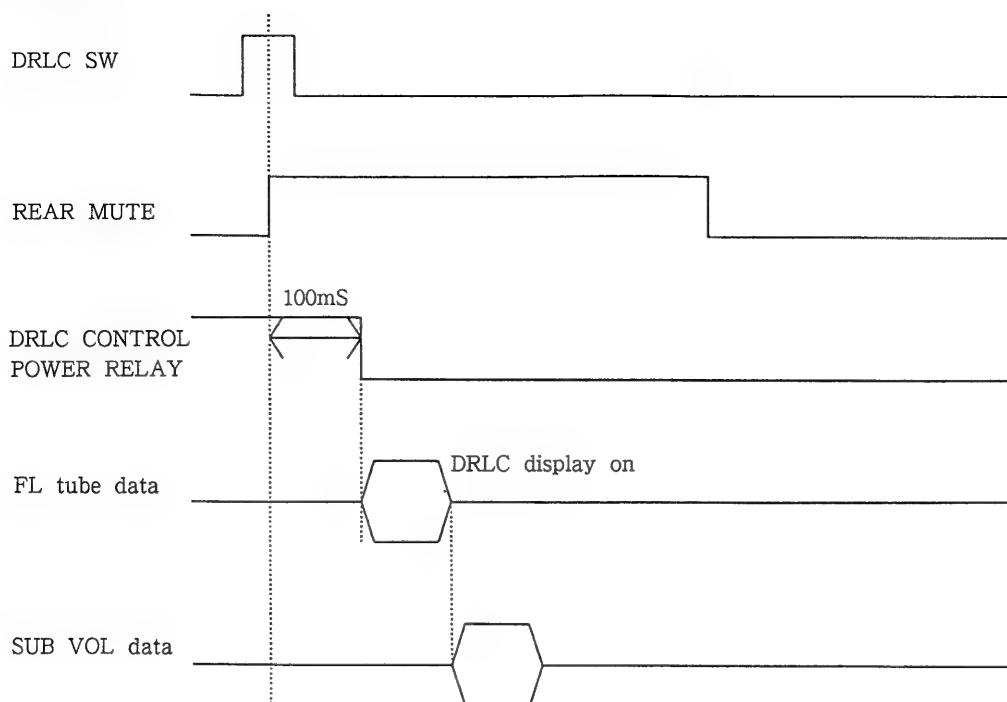 DRLC SW
REAR MUTE
100mS
DRLC CONTROL
POWER RELAY
DRLC display on
FL tube data
SUB VOL data